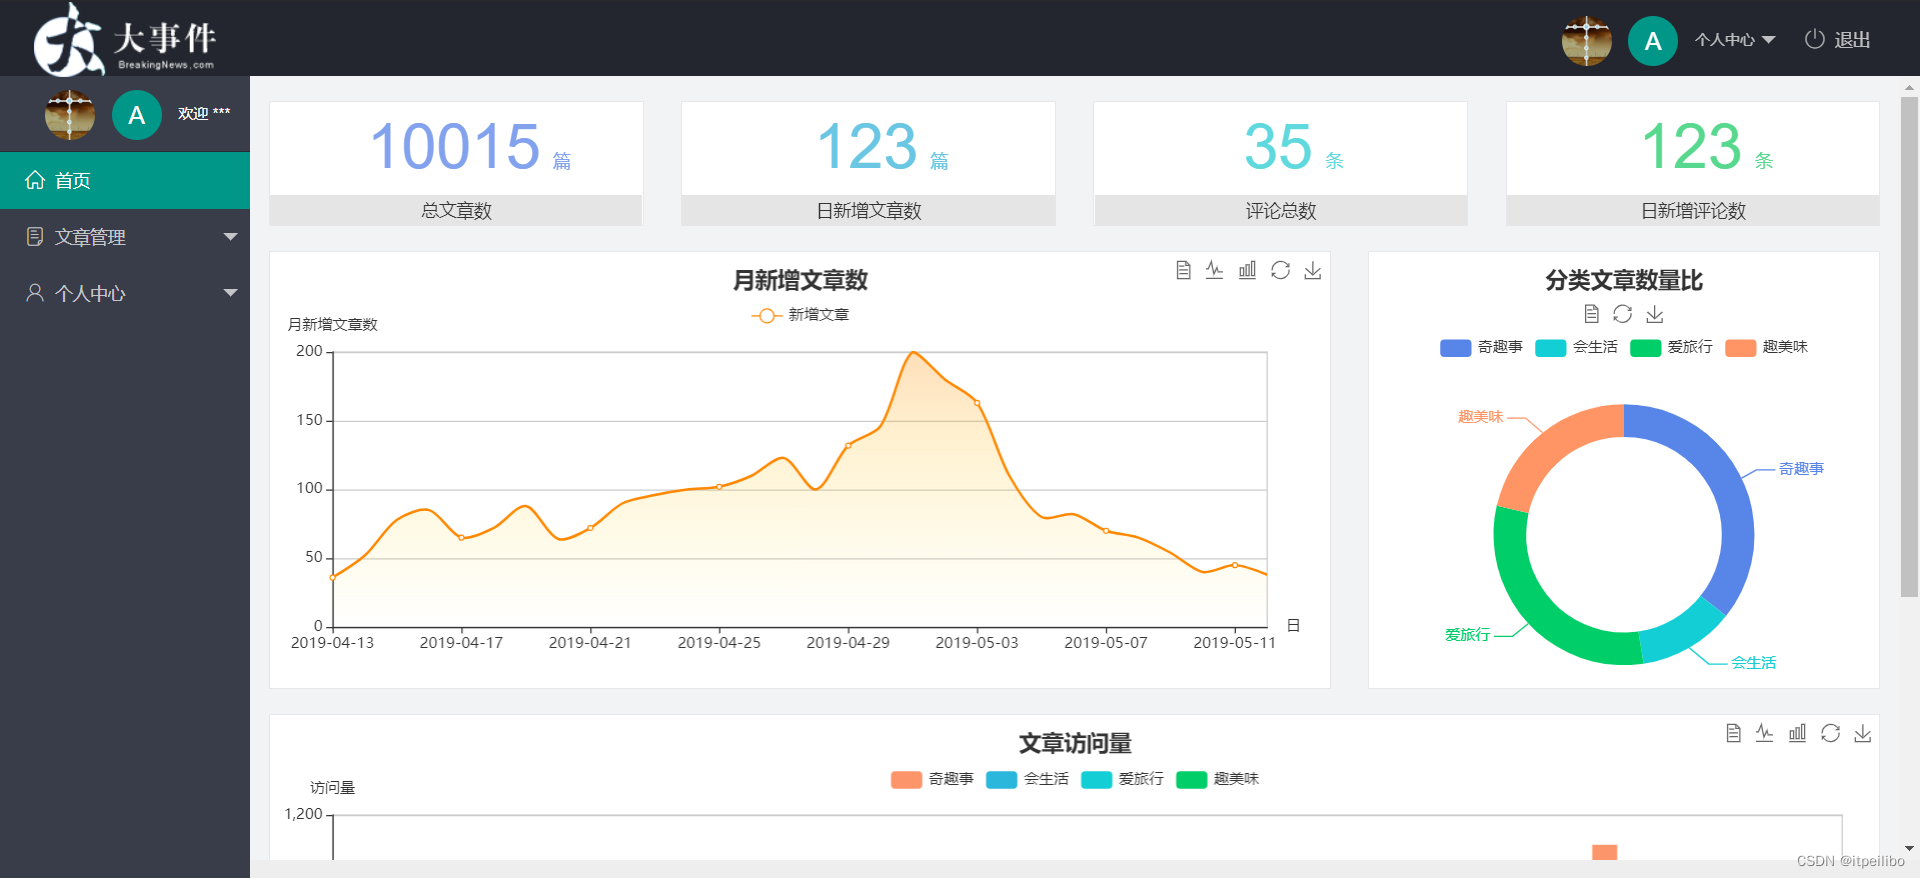 大事件
BreakingNews.com
A
个人中心
退出
A
欢迎 ***
首页
文章管理
个人中心
10015 篇
总文章数
123 篇
日新增文章数
35 条
评论总数
123 条
日新增评论数
月新增文章数
新增文章
月新增文章数
200
150
100
50
0
2019-04-13 2019-04-17 2019-04-21 2019-04-25 2019-04-29 2019-05-03 2019-05-07 2019-05-11
日
分类文章数量比
奇趣事 会生活 爱旅行 趣美味
趣美味
奇趣事
爱旅行
会生活
文章访问量
奇趣事 会生活 爱旅行 趣美味
访问量
1,200
CSDN @itpeilibo